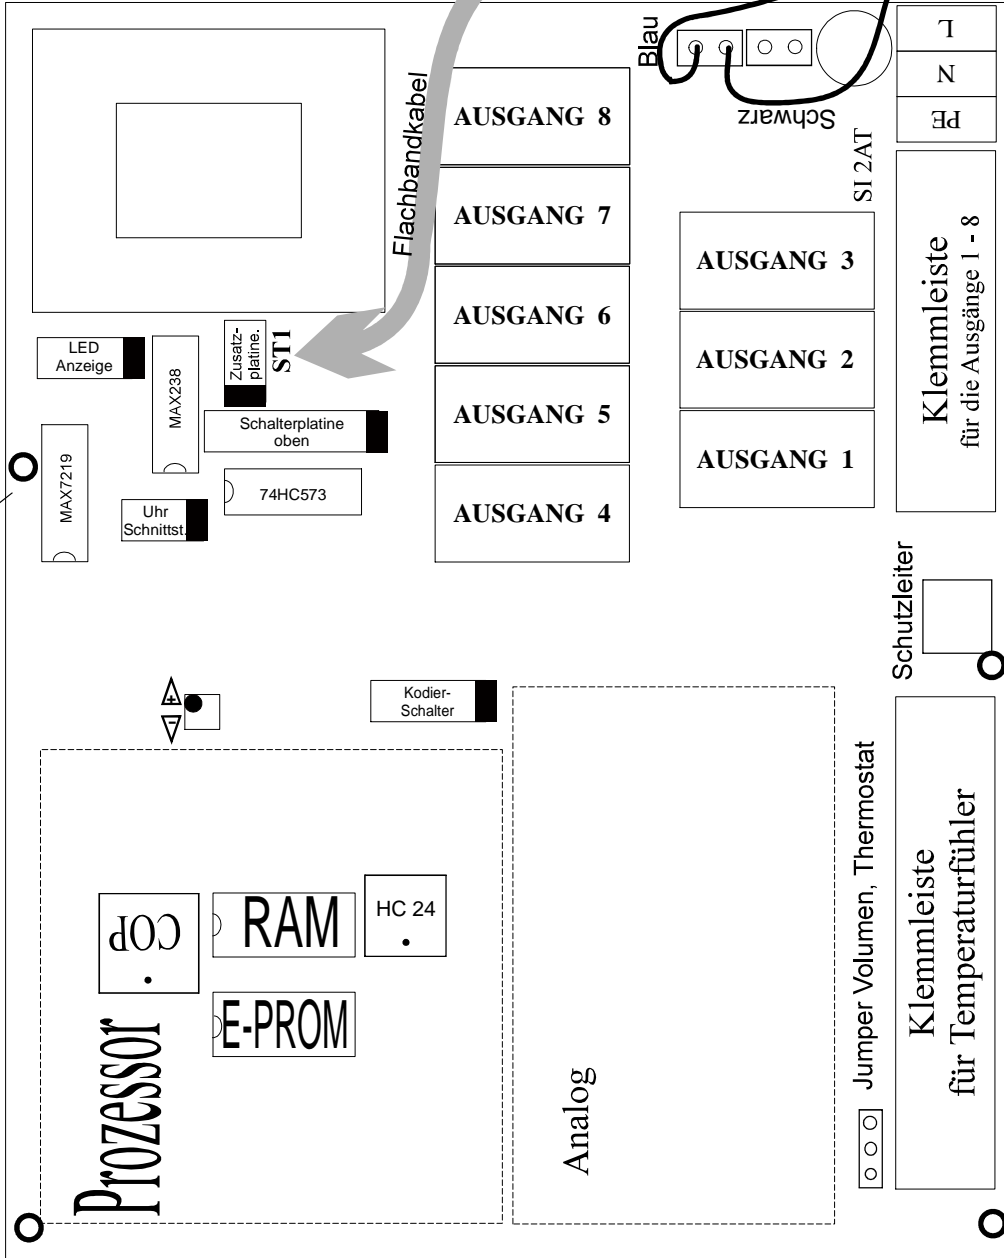 Blau
Schwarz
L
N
PE
SI 2AT
Flachbandkabel
AUSGANG 8
AUSGANG 7
AUSGANG 6
AUSGANG 5
AUSGANG 4
AUSGANG 3
AUSGANG 2
AUSGANG 1
Klemmleiste
für die Ausgänge 1 - 8
LED
Anzeige
MAX238
Zusatz-
platine.
ST1
Schalterplatine
oben
MAX7219
Uhr
Schnittst.
74HC573
Schutzleiter
+
-
Kodier-
Schalter
COP
RAM
HC 24
E-PROM
Prozessor
Analog
Jumper Volumen, Thermostat
Klemmleiste
für Temperaturfühler